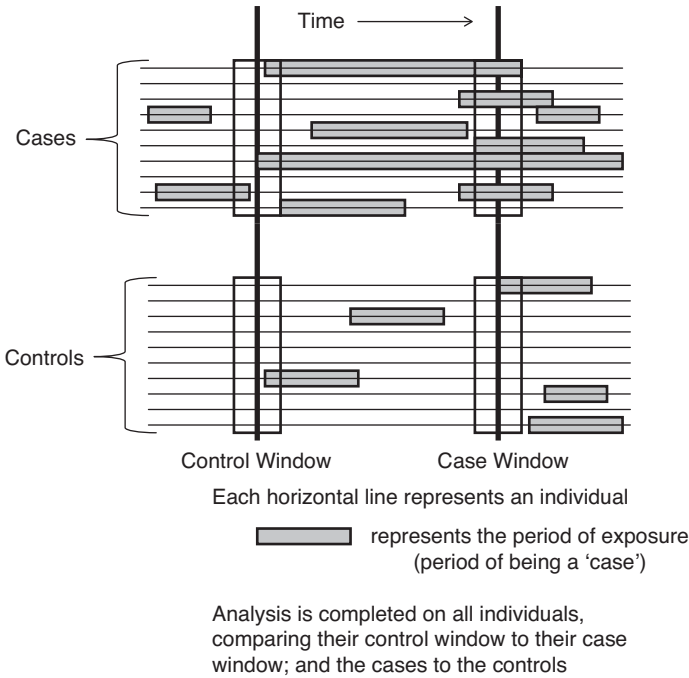 Time
Cases
Controls
Control Window
Case Window
Each horizontal line represents an individual
represents the period of exposure
(period of being a ‘case’)
Analysis is completed on all individuals,
comparing their control window to their case
window; and the cases to the controls